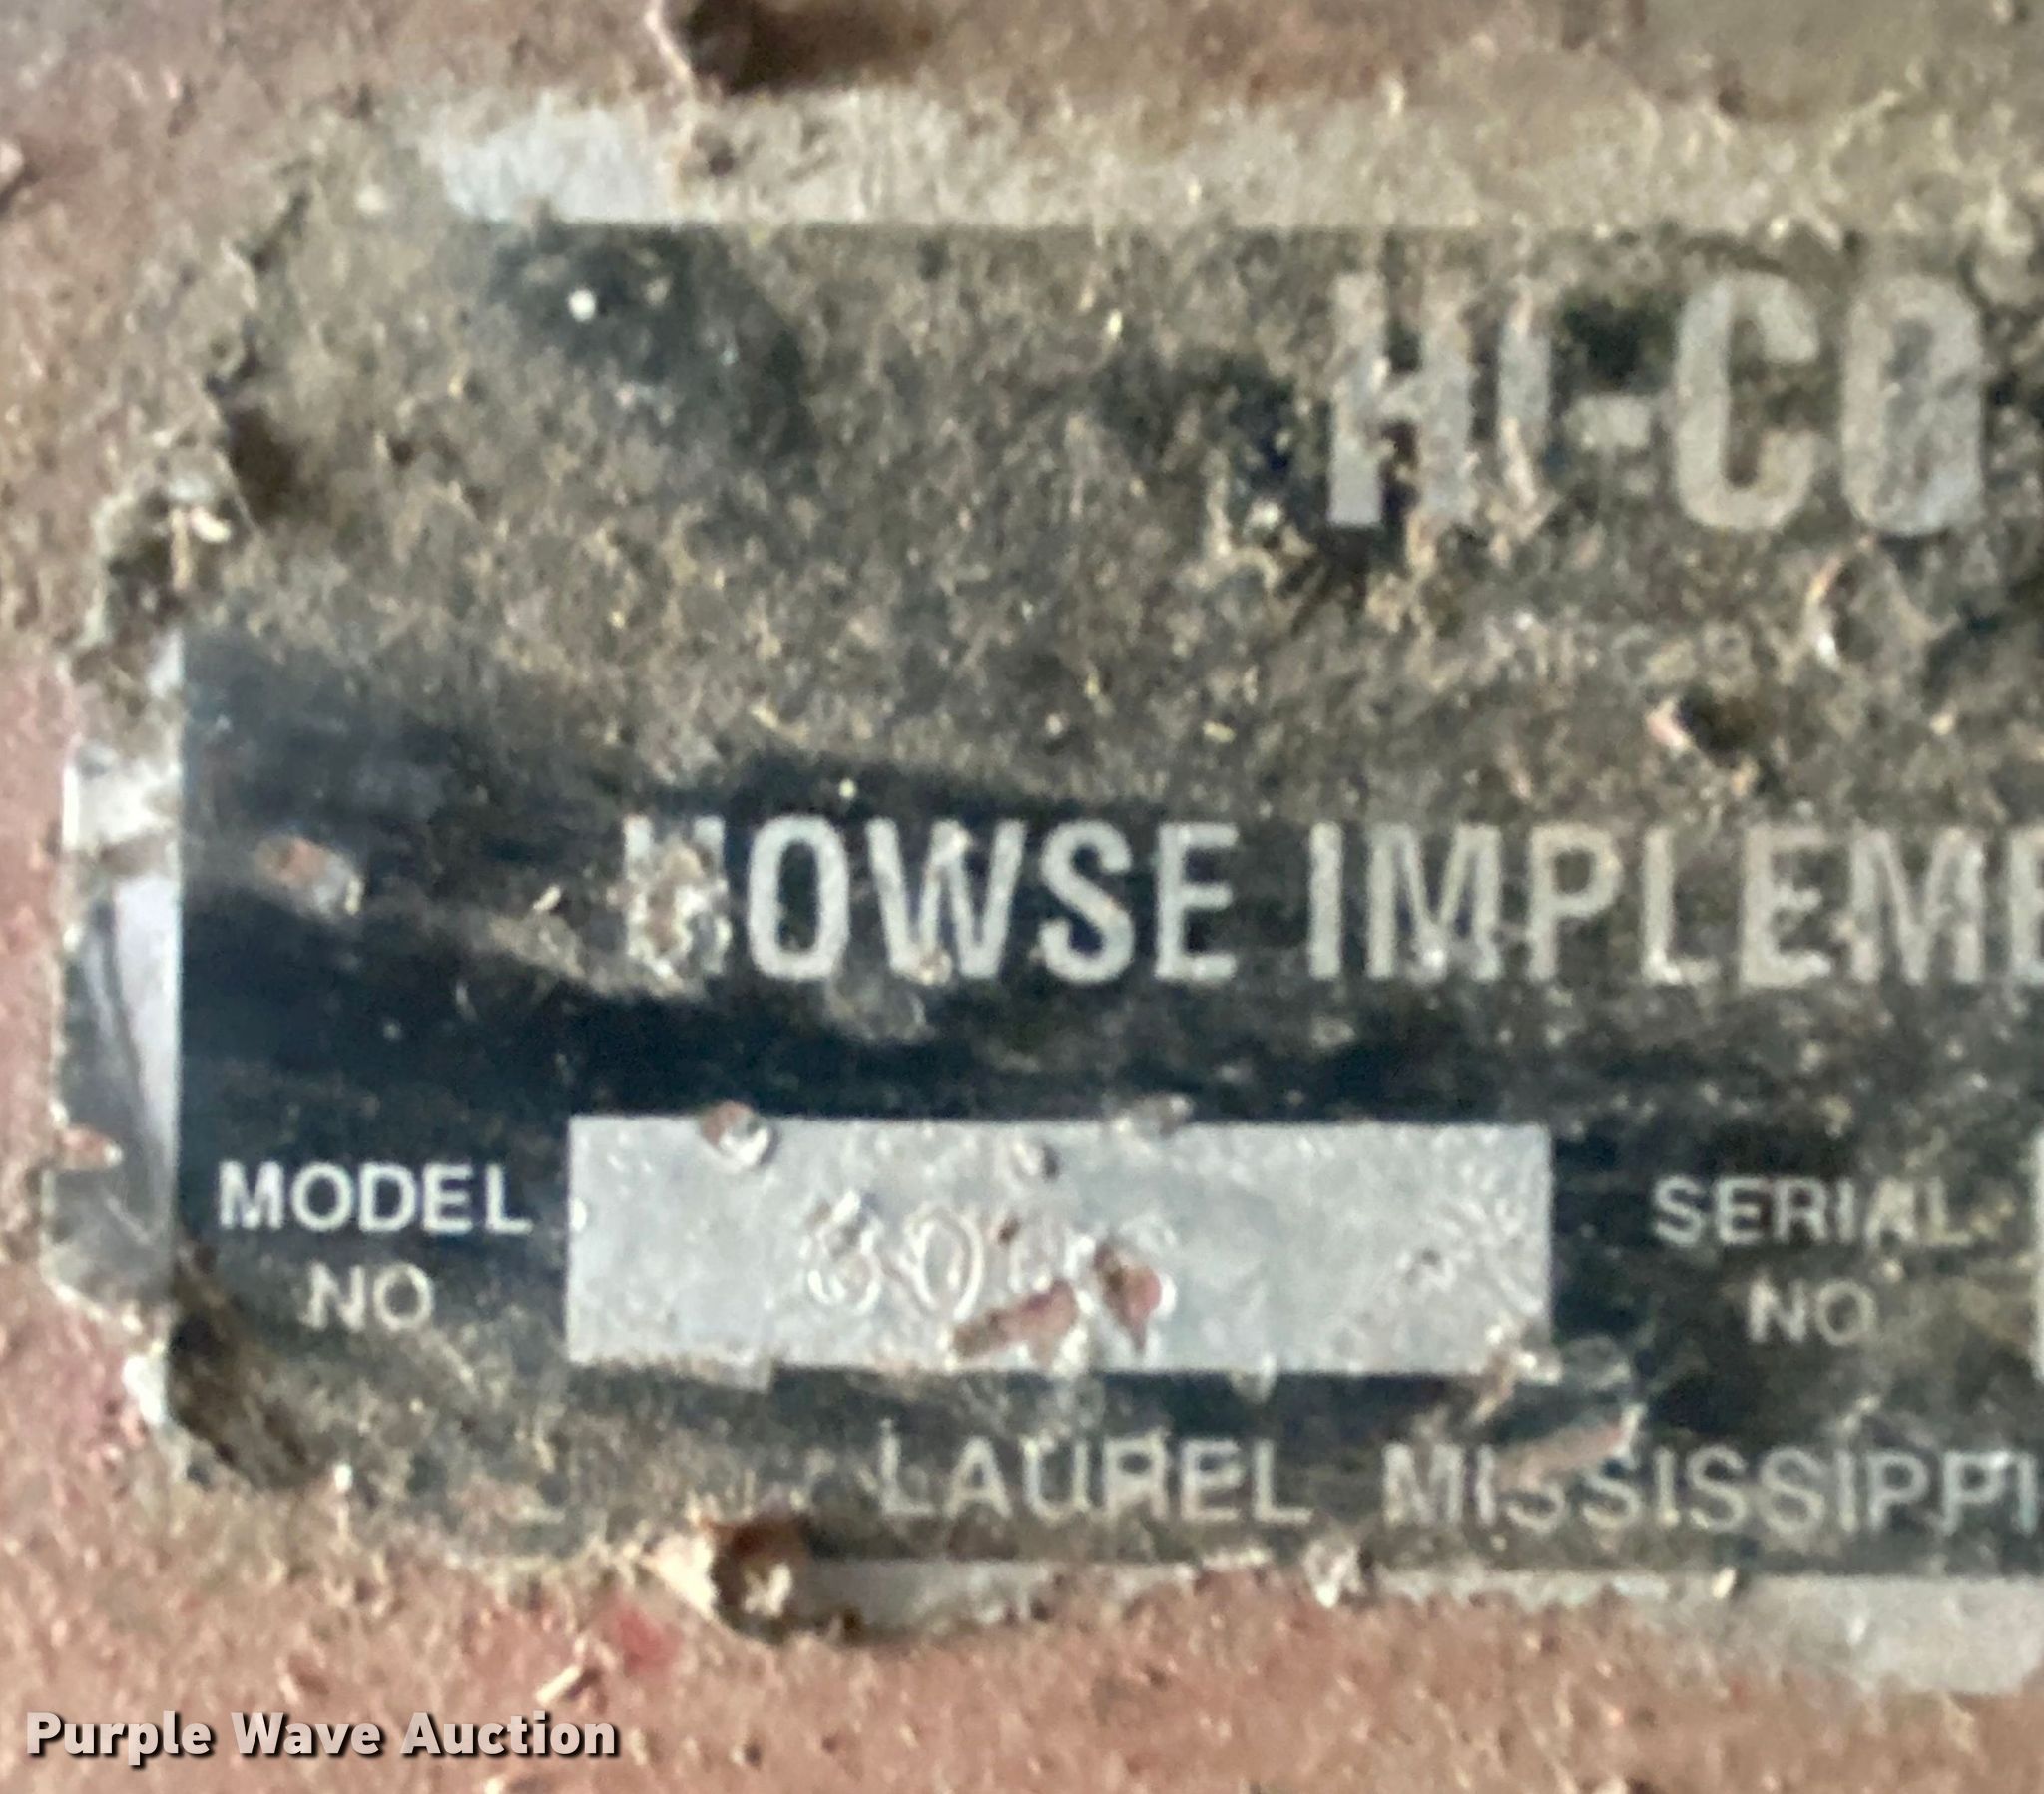 HI-CO
HOWSE IMPLEME
MODEL
NO
SERIAL
NO
LAUREL MISSISSIPPI
Purple Wave Auction